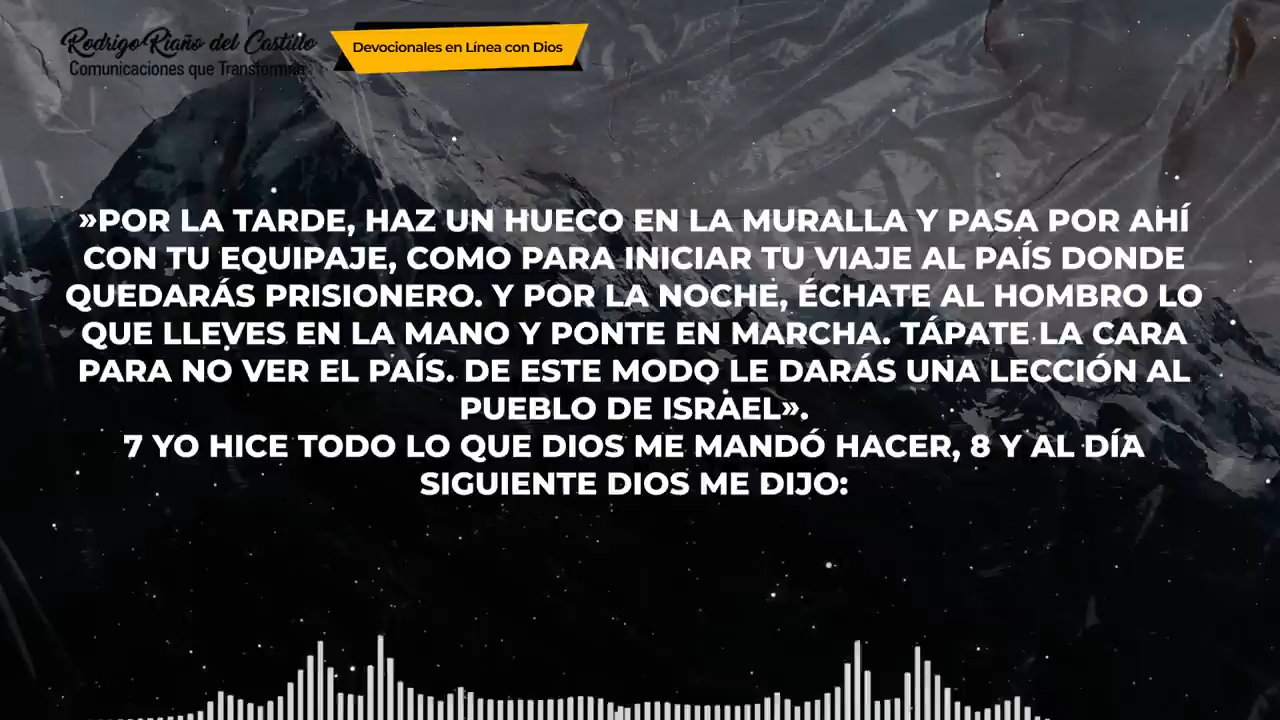 Rodrigo Riaño del Castillo
Comunicaciones que Transforman
Devocionales en Línea con Dios
»POR LA TARDE, HAZ UN HUECO EN LA MURALLA Y PASA POR AHÍ
CON TU EQUIPAJE, COMO PARA INICIAR TU VIAJE AL PAÍS DONDE
QUEDARÁS PRISIONERO. Y POR LA NOCHE, ÉCHATE AL HOMBRO LO
QUE LLEVES EN LA MANO Y PONTE EN MARCHA. TÁPATE LA CARA
PARA NO VER EL PAÍS. DE ESTE MODO LE DARÁS UNA LECCIÓN AL
PUEBLO DE ISRAEL».
7 YO HICE TODO LO QUE DIOS ME MANDÓ HACER, 8 Y AL DÍA
SIGUIENTE DIOS ME DIJO: